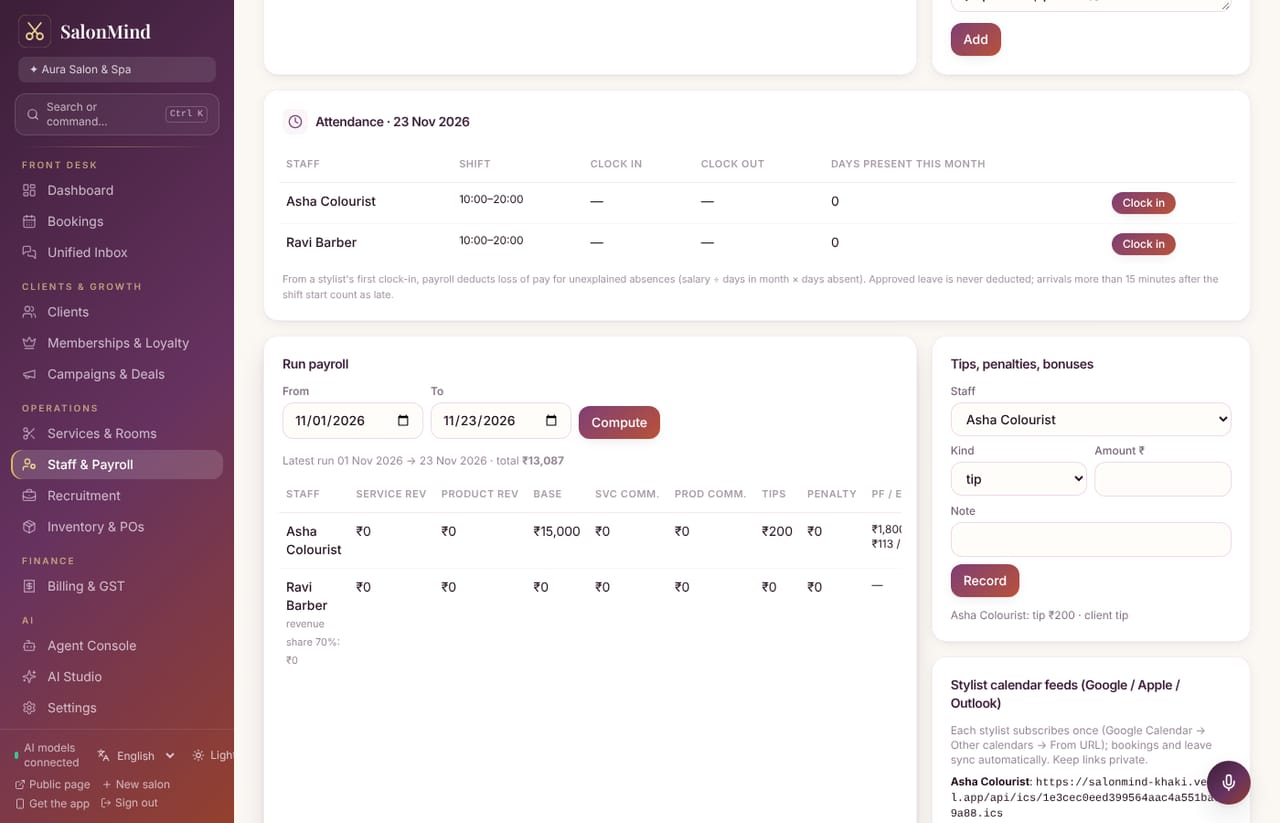 SalonMind
✦ Aura Salon & Spa
Search or
command...
Ctrl K
FRONT DESK
Dashboard
Bookings
Unified Inbox
CLIENTS & GROWTH
Clients
Memberships & Loyalty
Campaigns & Deals
OPERATIONS
Services & Rooms
Staff & Payroll
Recruitment
Inventory & POs
FINANCE
Billing & GST
AI
Agent Console
AI Studio
Settings
AI models
connected
English
Light
Public page
+ New salon
Get the app
Sign out
Add
Attendance · 23 Nov 2026
STAFF SHIFT CLOCK IN CLOCK OUT DAYS PRESENT THIS MONTH
Asha Colourist 10:00–20:00 — — 0 Clock in
Ravi Barber 10:00–20:00 — — 0 Clock in
From a stylist's first clock-in, payroll deducts loss of pay for unexplained absences (salary ÷ days in month × days absent). Approved leave is never deducted; arrivals more than 15 minutes after the
shift start count as late.
Run payroll
From To
11/01/2026 11/23/2026 Compute
Latest run 01 Nov 2026 → 23 Nov 2026 · total ₹13,087
STAFF SERVICE REV PRODUCT REV BASE SVC COMM. PROD COMM. TIPS PENALTY PF / E
Asha Colourist ₹0 ₹0 ₹15,000 ₹0 ₹0 ₹200 ₹0 ₹1,800
₹113 /
Ravi Barber ₹0 ₹0 ₹0 ₹0 ₹0 ₹0 ₹0 —
revenue
share 70%:
₹0
Tips, penalties, bonuses
Staff
Asha Colourist
Kind Amount ₹
tip
Note
Record
Asha Colourist: tip ₹200 · client tip
Stylist calendar feeds (Google / Apple /
Outlook)
Each stylist subscribes once (Google Calendar →
Other calendars → From URL); bookings and leave
sync automatically. Keep links private.
Asha Colourist: https://salonmind-khaki.ve
l.app/api/ics/1e3cec0eed399564aac4a551ba
9a88.ics